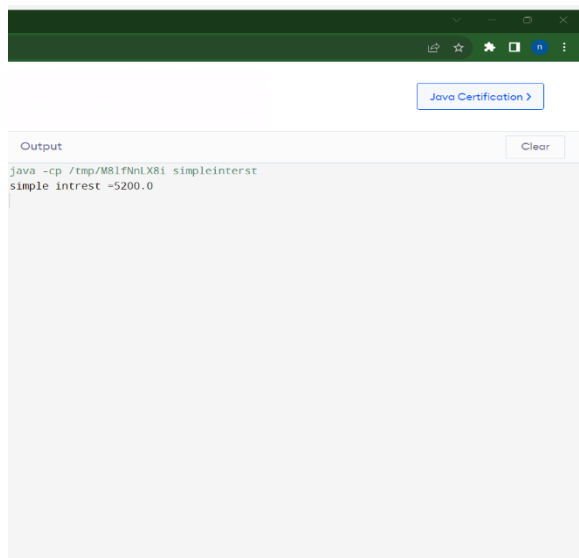 n
Java Certification >
Output
Clear
java -cp /tmp/M8lfNnLX8i simpleinterst
simple intrest =5200.0